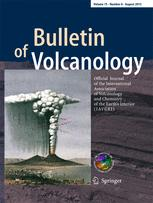 Volume 75 · Number 8 · August 2013
Bulletin
of Volcanology
Official Journal
of the International
Association
of Volcanology
and Chemistry
of the Earth's Interior
(IAVCEI)
Springer